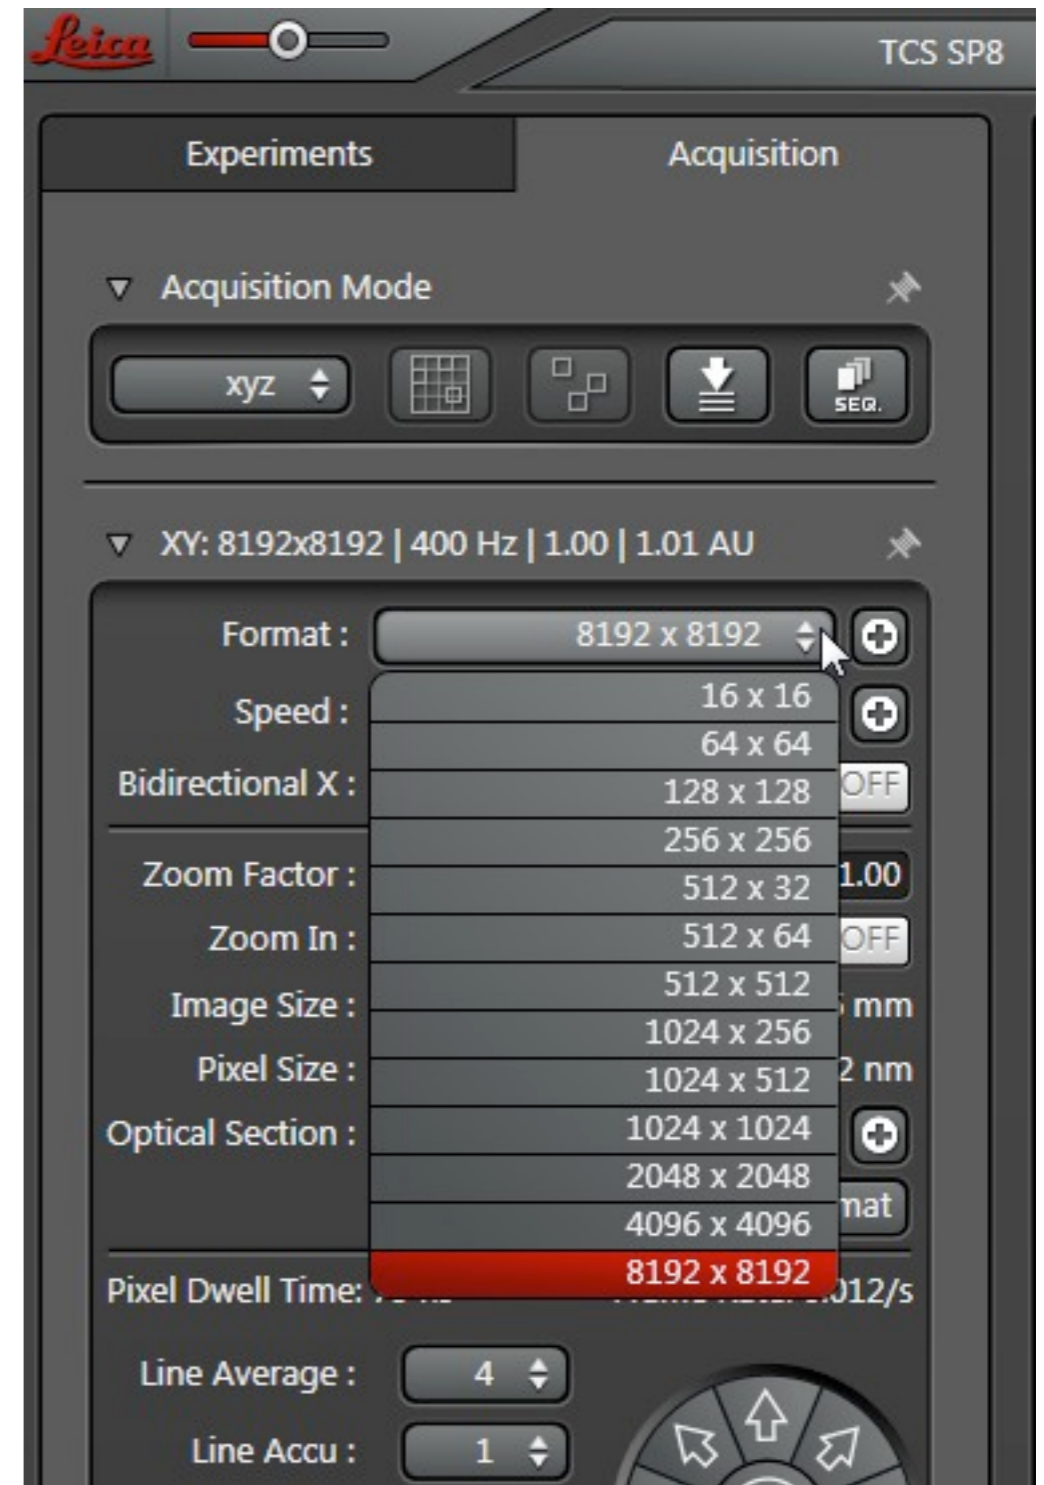 Leica
TCS SP8
Experiments
Acquisition
Acquisition Mode
xyz
SEQ.
XY: 8192x8192 | 400 Hz | 1.00 | 1.01 AU
Format : 8192 x 8192
16 x 16
Speed :
64 x 64
Bidirectional X : 128 x 128 OFF
256 x 256
Zoom Factor : 512 x 32 1.00
Zoom In : 512 x 64 OFF
512 x 512
Image Size : mm
1024 x 256
Pixel Size : 1024 x 512 2 nm
Optical Section : 1024 x 1024
2048 x 2048
mat
4096 x 4096
8192 x 8192
Pixel Dwell Time: 012/s
Line Average : 4
Line Accu : 1